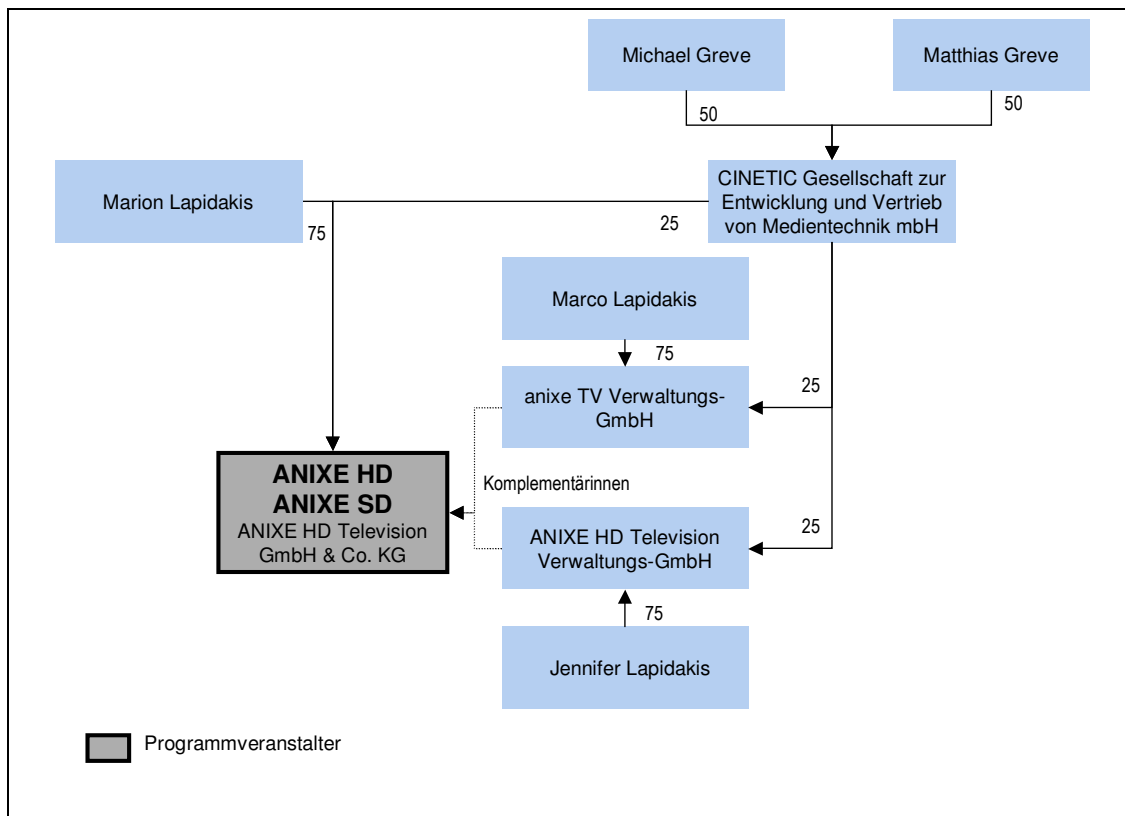 Michael Greve
Matthias Greve
50
50
CINETIC Gesellschaft zur
Entwicklung und Vertrieb
von Medientechnik mbH
Marion Lapidakis
75
25
Marco Lapidakis
75
anixe TV Verwaltungs-
GmbH
25
ANIXE HD
ANIXE SD
ANIXE HD Television
GmbH & Co. KG
Komplementärinnen
ANIXE HD Television
Verwaltungs-GmbH
25
75
Jennifer Lapidakis
Programmveranstalter